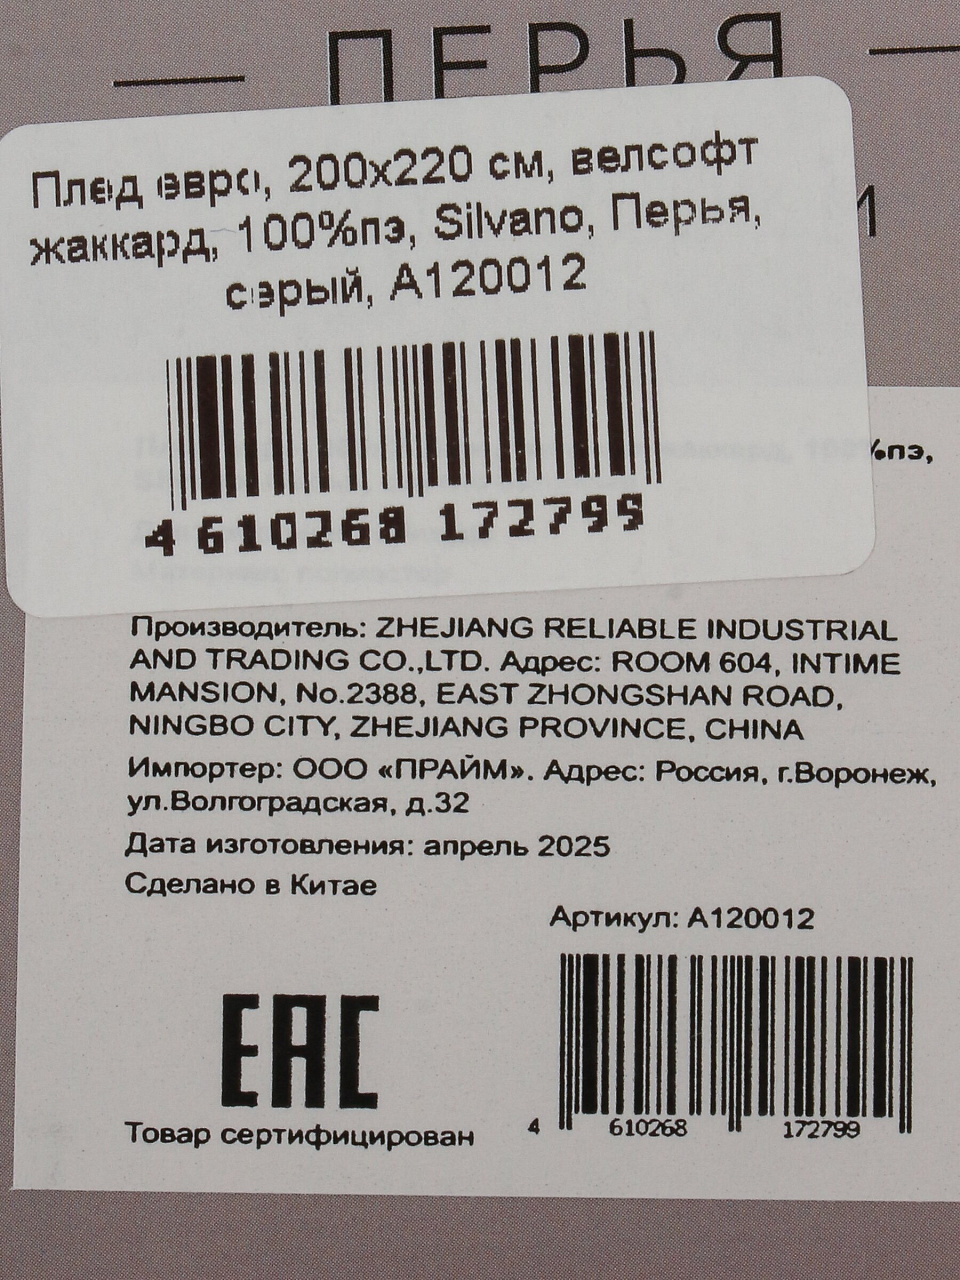 ПЕРЬЯ
Плед евро, 200х220 см, велсофт
жаккард, 100%пэ, Silvano, Перья,
серый, А120012
4 610268 172799
%пэ,
Производитель: ZHEJIANG RELIABLE INDUSTRIAL
AND TRADING CO.,LTD. Адрес: ROOM 604, INTIME
MANSION, No.2388, EAST ZHONGSHAN ROAD,
NINGBO CITY, ZHEJIANG PROVINCE, CHINA
Импортер: ООО «ПРАЙМ». Адрес: Россия, г.Воронеж,
ул.Волгоградская, д.32
Дата изготовления: апрель 2025
Сделано в Китае
Артикул: А120012
EAC
Товар сертифицирован
4 610268 172799